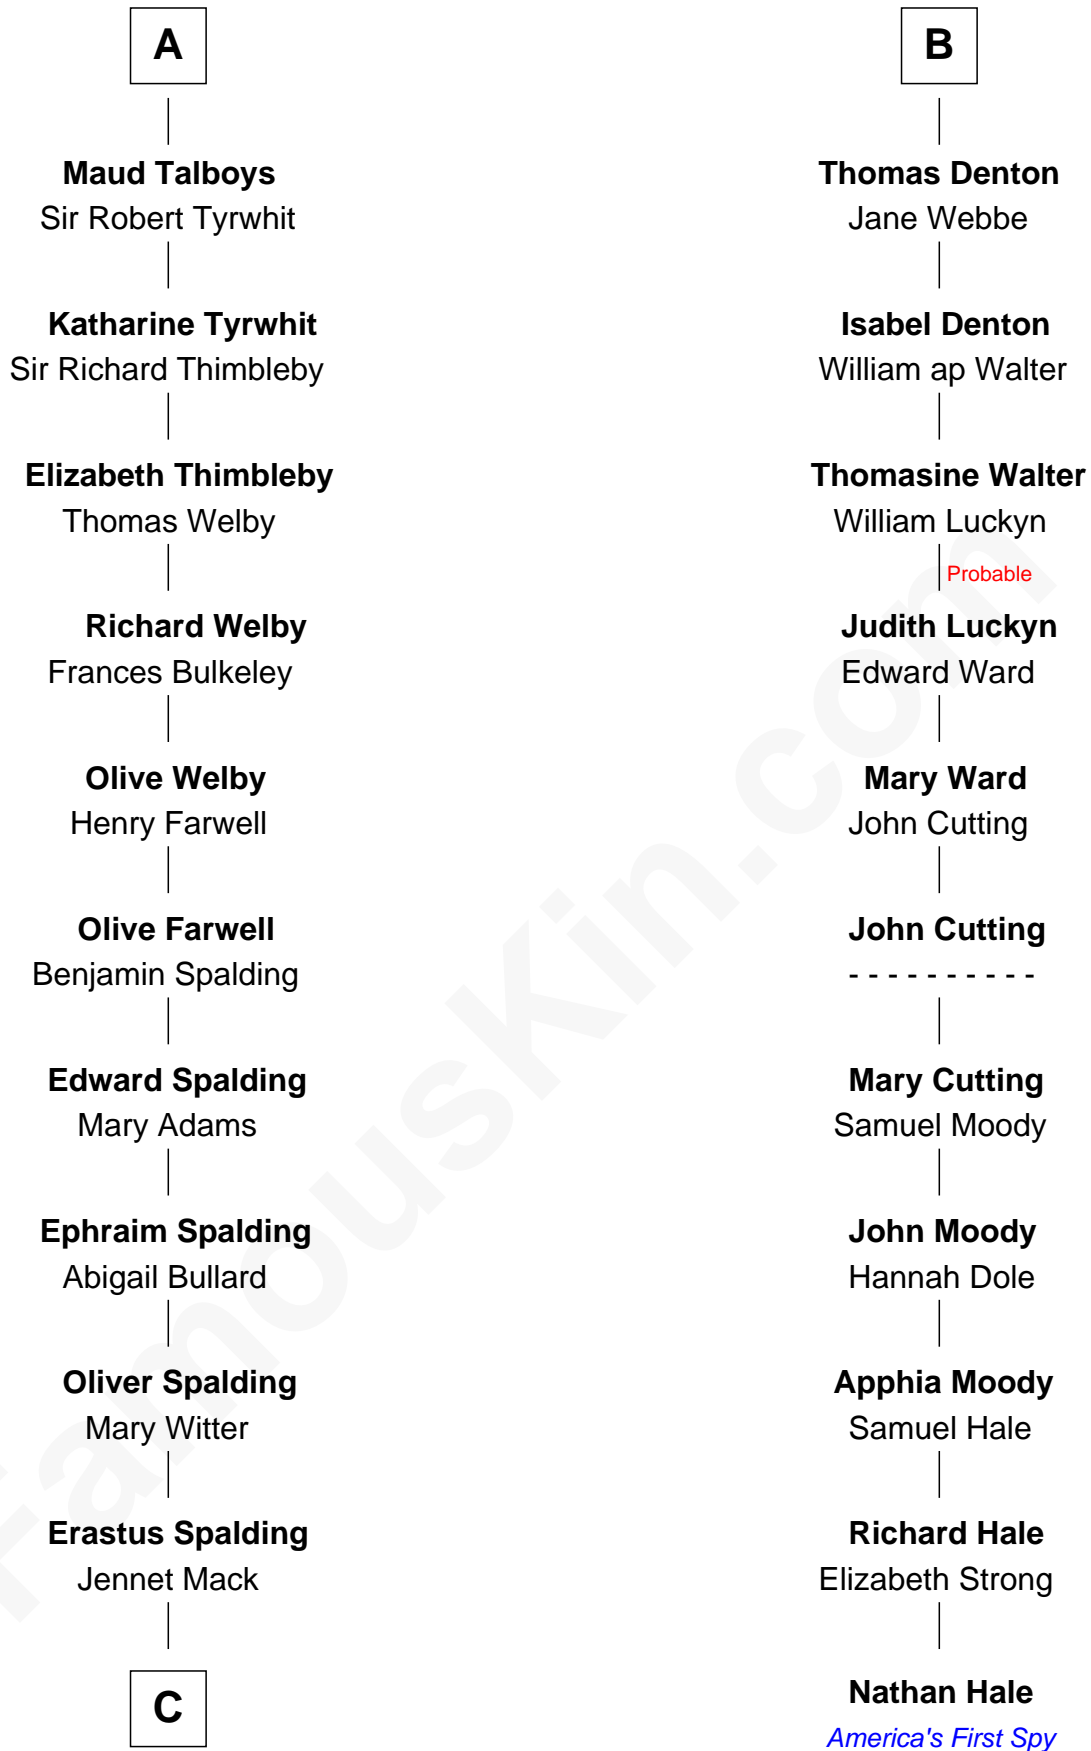 A
Maud Talboys
Sir Robert Tyrwhit
Katharine Tyrwhit
Sir Richard Thimbleby
Elizabeth Thimbleby
Thomas Welby
Richard Welby
Frances Bulkeley
Olive Welby
Henry Farwell
Olive Farwell
Benjamin Spalding
Edward Spalding
Mary Adams
Ephraim Spalding
Abigail Bullard
Oliver Spalding
Mary Witter
Erastus Spalding
Jennet Mack
C
B
Thomas Denton
Jane Webbe
Isabel Denton
William ap Walter
Thomasine Walter
William Luckyn
Probable
Judith Luckyn
Edward Ward
Mary Ward
John Cutting
John Cutting
- - - - - - - - - -
Mary Cutting
Samuel Moody
John Moody
Hannah Dole
Apphia Moody
Samuel Hale
Richard Hale
Elizabeth Strong
Nathan Hale
America's First Spy
FamousKin.com